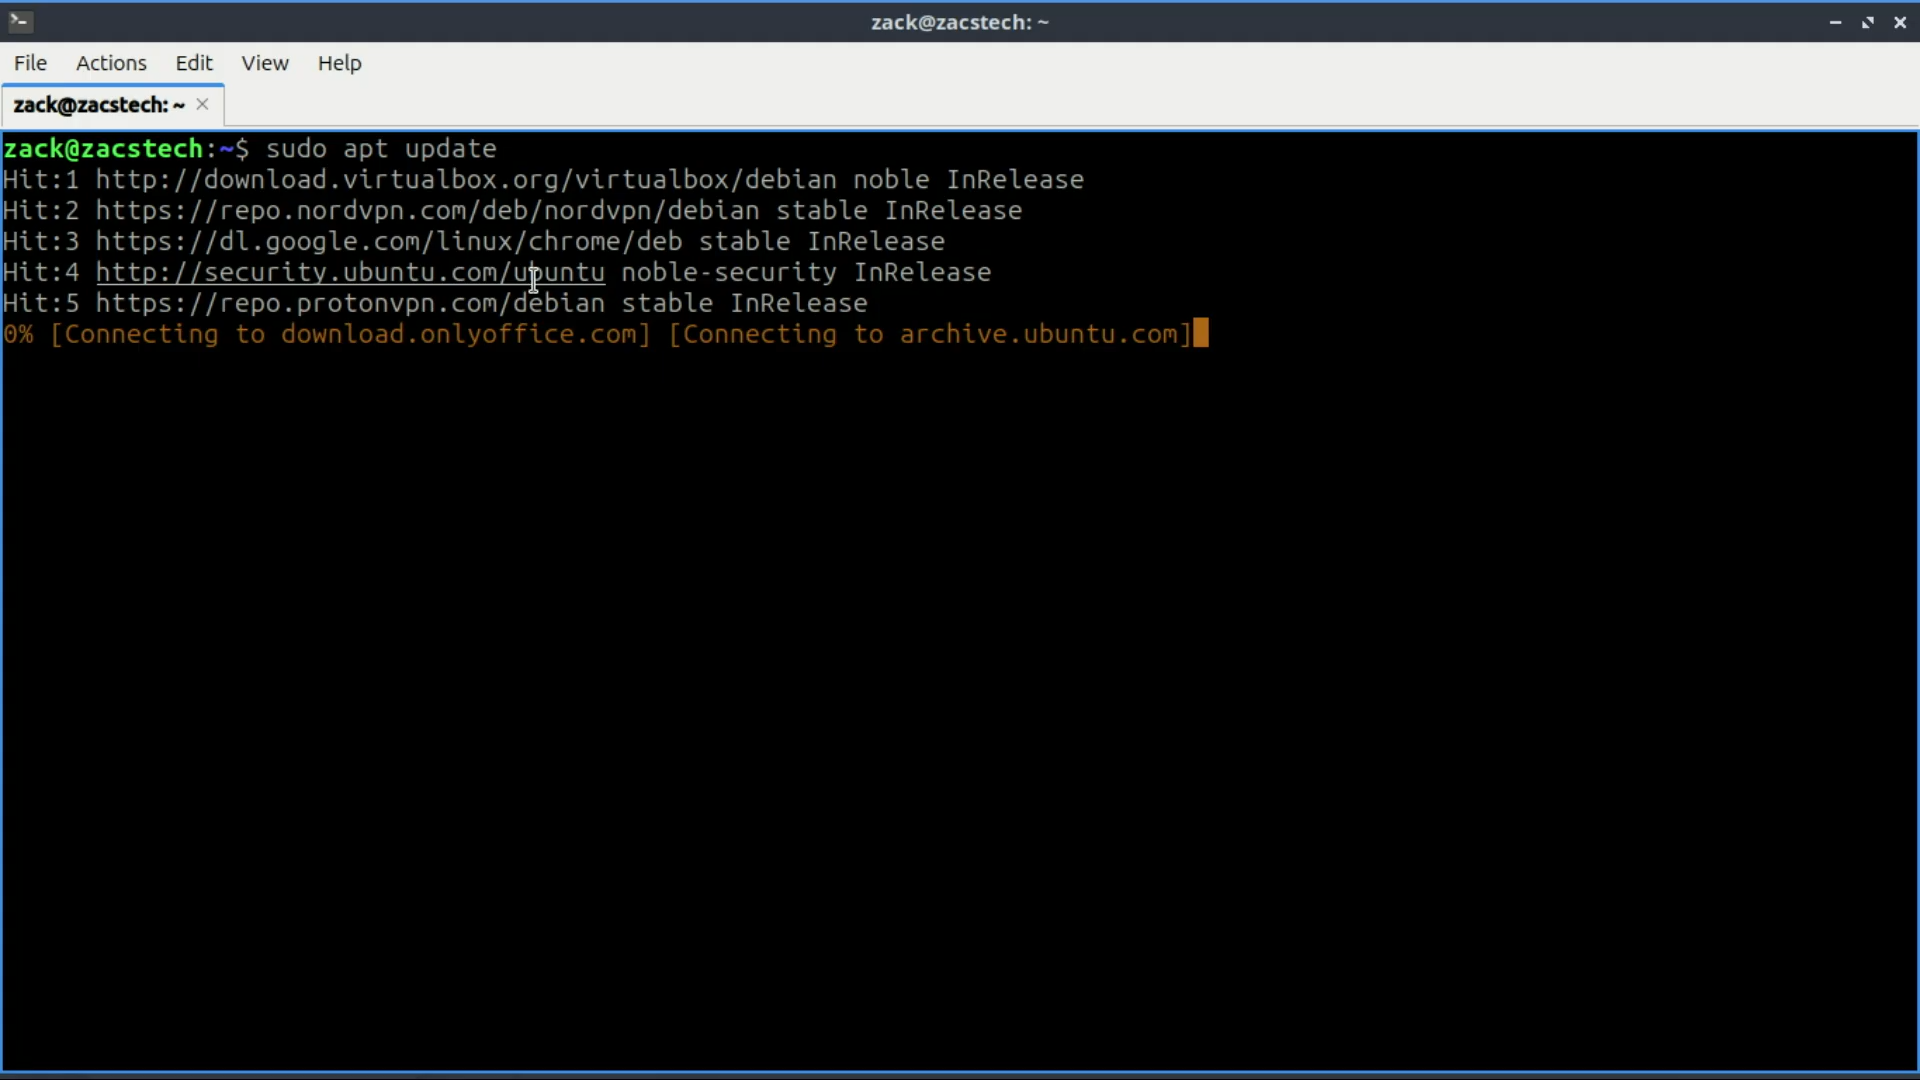 zack@zacstech: ~
File Actions Edit View Help
zack@zacstech: ~
zack@zacstech:~$ sudo apt update
Hit:1 http://download.virtualbox.org/virtualbox/debian noble InRelease
Hit:2 https://repo.nordvpn.com/deb/nordvpn/debian stable InRelease
Hit:3 https://dl.google.com/linux/chrome/deb stable InRelease
Hit:4 http://security.ubuntu.com/ubuntu noble-security InRelease
Hit:5 https://repo.protonvpn.com/debian stable InRelease
0% [Connecting to download.onlyoffice.com] [Connecting to archive.ubuntu.com]